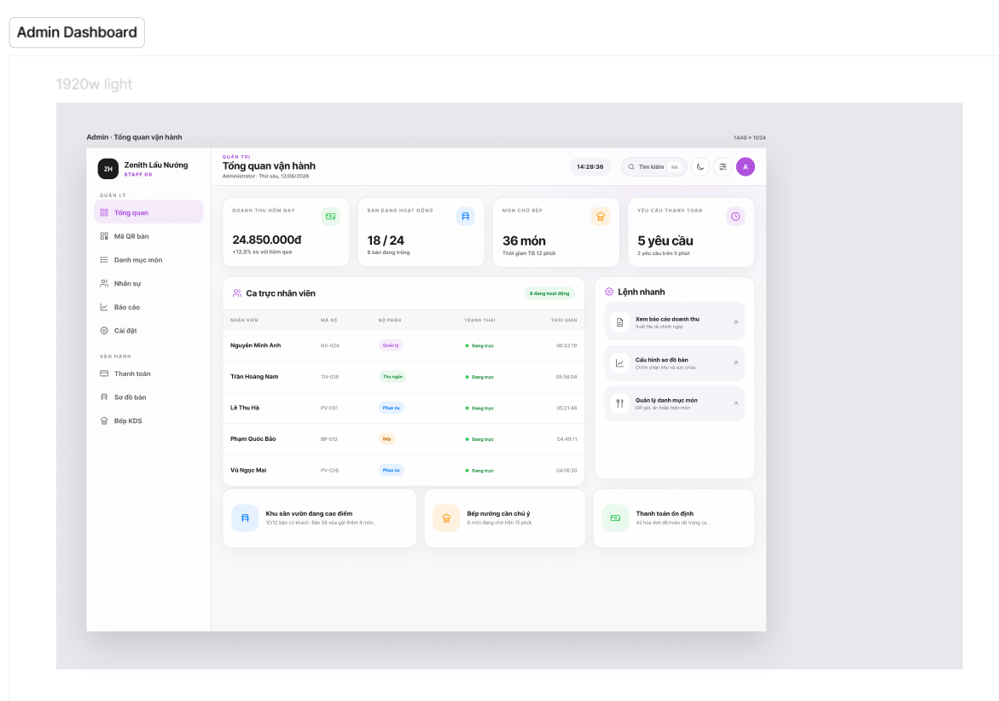 Admin Dashboard
1920w light
Admin · Tổng quan vận hành
1440 × 1024
ZH
Zenith Lẩu Nướng
STAFF OS
QUẢN LÝ
Tổng quan
Mã QR bàn
Danh mục món
Nhân sự
Báo cáo
Cài đặt
VẬN HÀNH
Thanh toán
Sơ đồ bàn
Bếp KDS
QUẢN TRỊ
Tổng quan vận hành
Administrator · Thứ sáu, 12/06/2026
14:28:36
Tìm kiếm
⌘K
A
DOANH THU HÔM NAY
24.850.000đ
+12,8% so với hôm qua
BÀN ĐANG HOẠT ĐỘNG
18 / 24
6 bàn đang trống
MÓN CHỜ BẾP
36 món
Thời gian TB 12 phút
YÊU CẦU THANH TOÁN
5 yêu cầu
2 yêu cầu trên 5 phút
Ca trực nhân viên
8 đang hoạt động
NHÂN VIÊN MÃ SỐ BỘ PHẬN TRẠNG THÁI THỜI GIAN
Nguyễn Minh Anh NV-024 Quản lý Đang trực 06:42:18
Trần Hoàng Nam TN-018 Thu ngân Đang trực 05:58:04
Lê Thu Hà PV-031 Phục vụ Đang trực 05:21:46
Phạm Quốc Bảo BP-012 Bếp Đang trực 04:49:11
Vũ Ngọc Mai PV-026 Phục vụ Đang trực 04:16:30
Lệnh nhanh
Xem báo cáo doanh thu
Xuất file tài chính ngày
Cấu hình sơ đồ bàn
Chỉnh phân khu và sức chứa
Quản lý danh mục món
Đổi giá, ẩn hoặc hiện món
Khu sân vườn đang cao điểm
10/12 bàn có khách. Bàn 08 vừa gửi thêm 4 món.
Bếp nướng cần chú ý
8 món đang chờ trên 15 phút.
Thanh toán ổn định
42 hóa đơn đã hoàn tất trong ca.